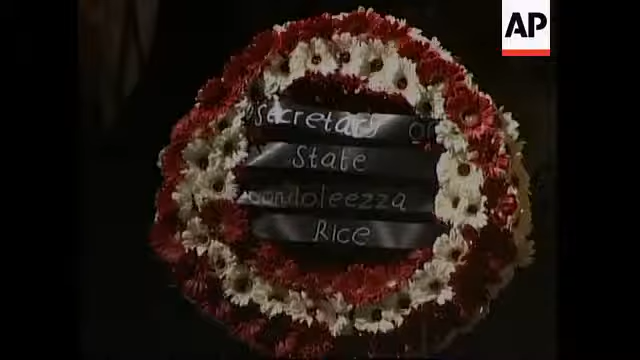 AP
Secretary of
State
Condoleezza
Rice